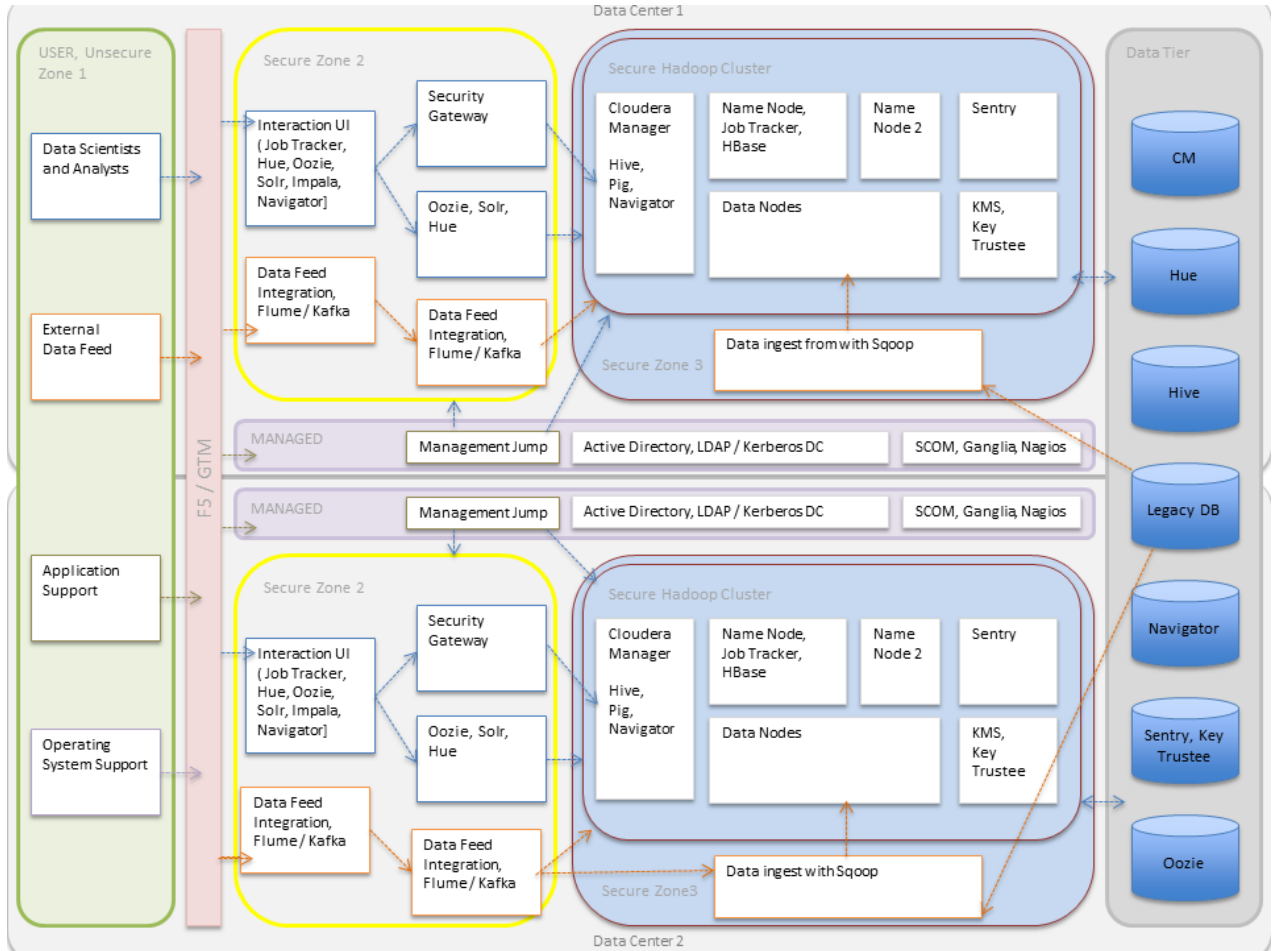 Data Center 1
USER, Unsecure
Zone 1
Data Scientists
and Analysts
External
Data Feed
Application
Support
Operating
System Support
F5 / GTM
Secure Zone 2
Interaction UI
( Job Tracker,
Hue, Oozie,
Solr, Impala,
Navigator]
Security
Gateway
Oozie, Solr,
Hue
Data Feed
Integration,
Flume / Kafka
Data Feed
Integration,
Flume / Kafka
Secure Hadoop Cluster
Cloudera
Manager
Hive,
Pig,
Navigator
Name Node,
Job Tracker,
HBase
Name
Node 2
Sentry
Data Nodes
KMS,
Key
Trustee
Data ingest from with Sqoop
Secure Zone 3
MANAGED
Management Jump
Active Directory, LDAP / Kerberos DC
SCOM, Ganglia, Nagios
MANAGED
Management Jump
Active Directory, LDAP / Kerberos DC
SCOM, Ganglia, Nagios
Secure Zone 2
Interaction UI
( Job Tracker,
Hue, Oozie,
Solr, Impala,
Navigator]
Security
Gateway
Oozie, Solr,
Hue
Data Feed
Integration,
Flume / Kafka
Data Feed
Integration,
Flume / Kafka
Secure Hadoop Cluster
Cloudera
Manager
Hive,
Pig,
Navigator
Name Node,
Job Tracker,
HBase
Name
Node 2
Sentry
Data Nodes
KMS,
Key
Trustee
Data ingest with Sqoop
Secure Zone3
Data Tier
CM
Hue
Hive
Legacy DB
Navigator
Sentry, Key
Trustee
Oozie
Data Center 2